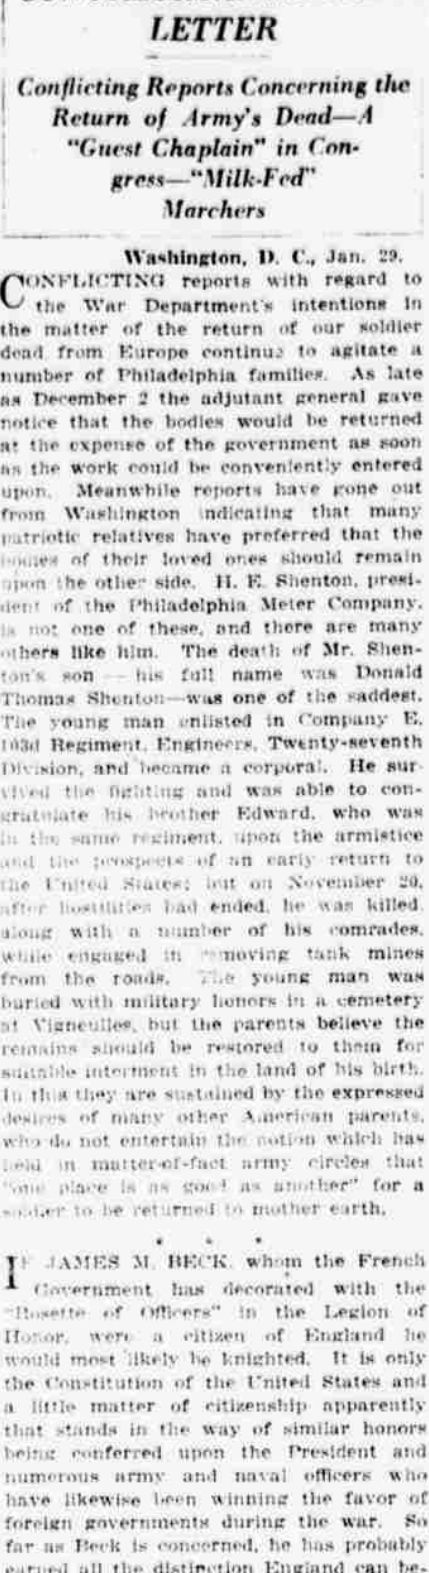 LETTER
Conflicting Reports Concerning the
Return of Army's Dead—A
"Guest Chaplain" in Con-
gress—"Milk-Fed"
Marchers
Washington, D. C., Jan. 29.
CONFLICTING reports with regard to
the War Department's intentions in
the matter of the return of our soldier
dead from Europe continue to agitate a
number of Philadelphia families. As late
as December 2 the adjutant general gave
notice that the bodies would be returned
at the expense of the government as soon
as the work could be conveniently entered
upon. Meanwhile reports have gone out
from Washington indicating that many
patriotic relatives have preferred that the
bodies of their loved ones should remain
upon the other side. H. E. Shenton, presi-
dent of the Philadelphia Meter Company,
is not one of these, and there are many
others like him. The death of Mr. Shen-
ton's son — his full name was Donald
Thomas Shenton—was one of the saddest.
The young man enlisted in Company E,
103d Regiment, Engineers, Twenty-seventh
Division, and became a corporal. He sur-
vived the fighting and was able to con-
gratulate his brother Edward, who was
in the same regiment, upon the armistice
and the prospects of an early return to
the United States; but on November 20,
after hostilities had ended, he was killed,
along with a number of his comrades,
while engaged in removing tank mines
from the roads. The young man was
buried with military honors in a cemetery
at Vigneulles, but the parents believe the
remains should be restored to them for
suitable interment in the land of his birth.
In this they are sustained by the expressed
desires of many other American parents,
who do not entertain the notion which has
held in matter-of-fact army circles that
"one place is as good as another" for a
soldier to be returned to mother earth.
IF JAMES M. BECK, whom the French
Government has decorated with the
"Rosette of Officers" in the Legion of
Honor, were a citizen of England he
would most likely be knighted. It is only
the Constitution of the United States and
a little matter of citizenship apparently
that stands in the way of similar honors
being conferred upon the President and
numerous army and naval officers who
have likewise been winning the favor of
foreign governments during the war. So
far as Beck is concerned, he has probably
earned all the distinction England can be-